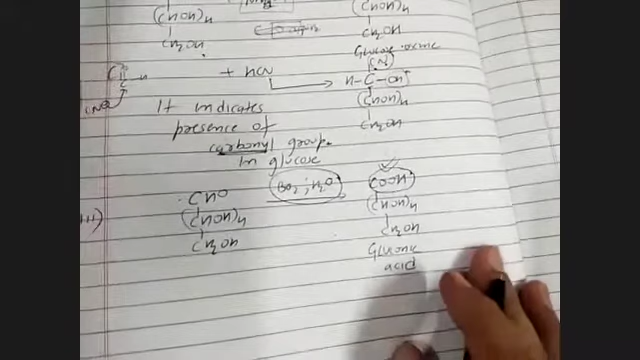 (CHOH)4
(CHOH)4
CH2OH
CH2OH
Glucose oxime
CN
+ HCN
H-C-OH
(CHOH)4
CH2OH
It indicates
presence of
carbonyl group.
in glucose
III)
CHO
(CHOH)4
CH2OH
Br2; H2O
COOH
(CHOH)4
CH2OH
Gluconic
acid